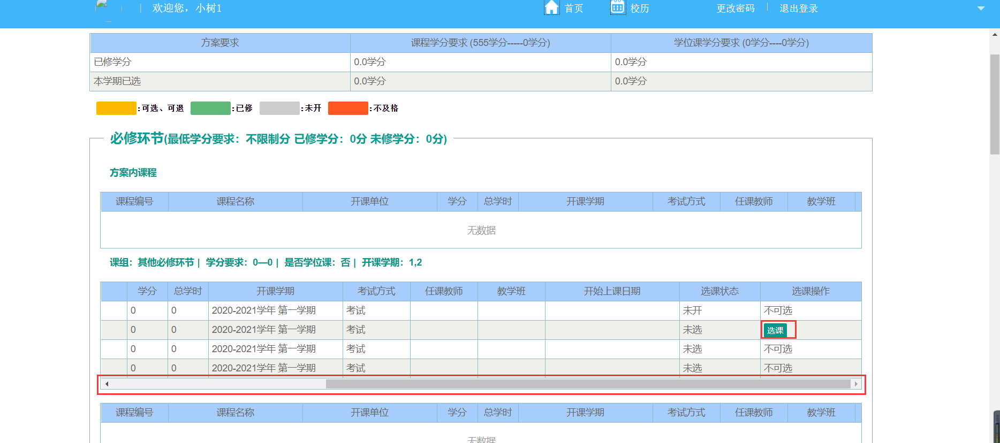 欢迎您，小树1 首页 校历 更改密码 退出登录
方案要求 课程学分要求 (555学分-----0学分) 学位课学分要求 (0学分----0学分)
已修学分 0.0学分 0.0学分
本学期已选 0.0学分 0.0学分
:可选、可退 :已修 :未开 :不及格
必修环节(最低学分要求：不限制分 已修学分：0分 未修学分：0分)
方案内课程
课程编号 课程名称 开课单位 学分 总学时 开课学期 考试方式 任课教师 教学班
无数据
课组：其他必修环节 | 学分要求：0—0 | 是否学位课：否 | 开课学期：1,2
学分 总学时 开课学期 考试方式 任课教师 教学班 开始上课日期 选课状态 选课操作
0 0 2020-2021学年 第一学期 考试 未开 不可选
0 0 2020-2021学年 第一学期 考试 未选 选课
0 0 2020-2021学年 第一学期 考试 未选 不可选
0 0 2020-2021学年 第一学期 考试 未选 不可选
课程编号 课程名称 开课单位 学分 总学时 开课学期 考试方式 任课教师 教学班
无数据